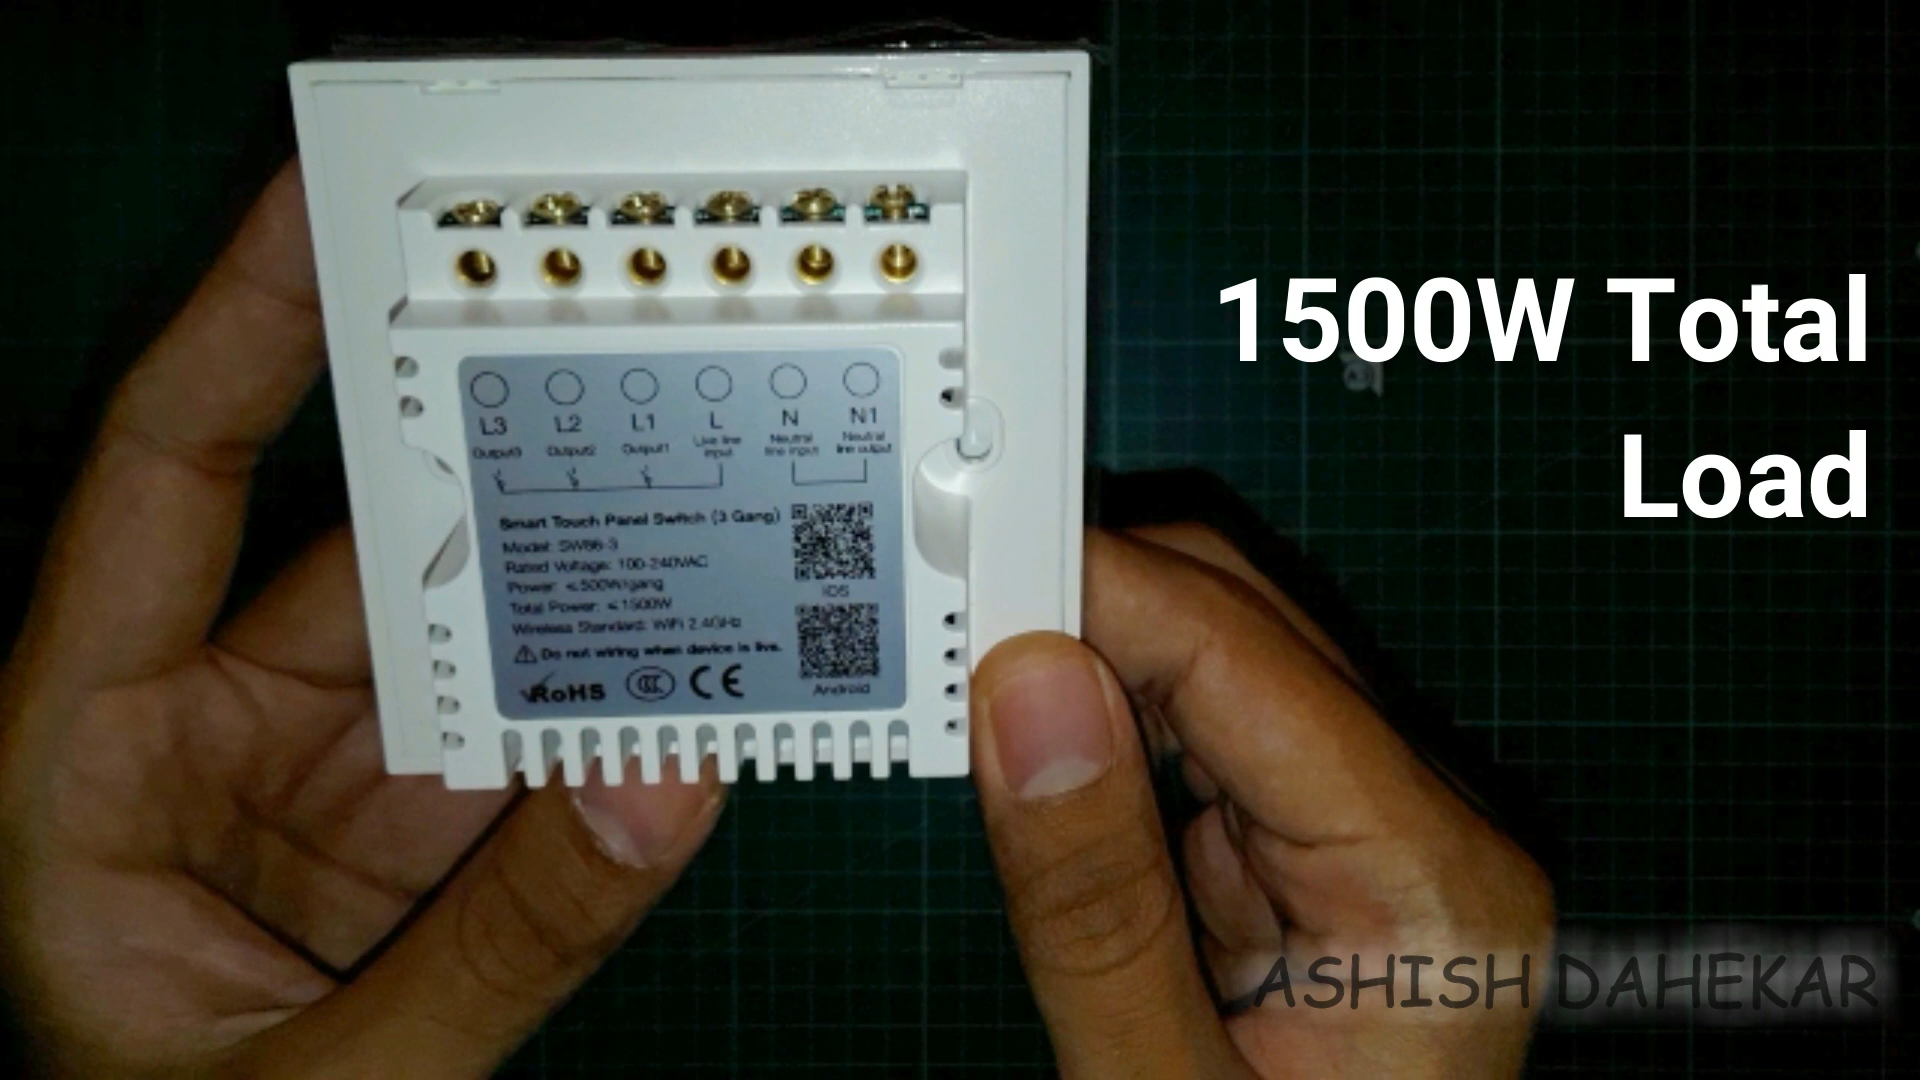 1500W Total
Load
L3 L2 L1 L N N1
Output3 Output2 Output1 Live line input Neutral line input Neutral line output
Smart Touch Panel Switch (3 Gang)
Model: SW86-3
Rated Voltage: 100-240VAC
Power: ≤500W/gang
Total Power: ≤1500W
Wireless Standard: WiFi 2.4GHz
Do not wiring when device is live.
RoHS CCC CE
iOS
Android
ASHISH DAHEKAR